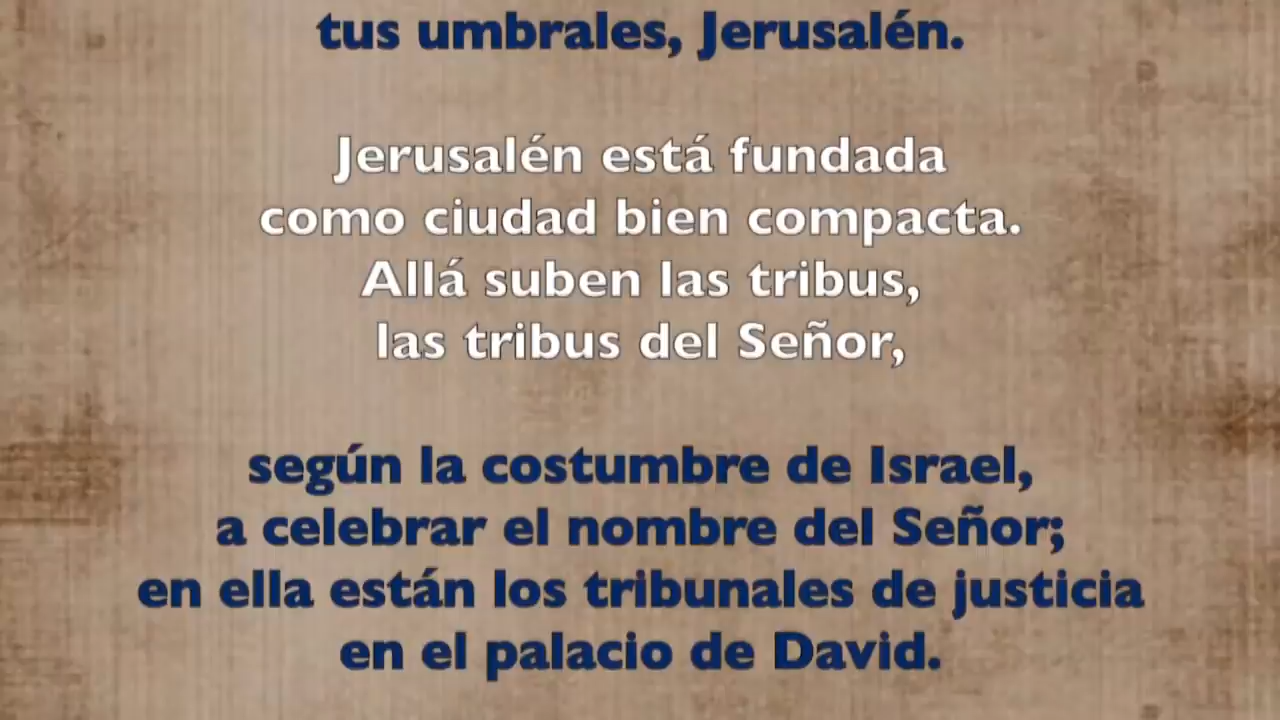 tus umbrales, Jerusalén.
Jerusalén está fundada
como ciudad bien compacta.
Allá suben las tribus,
las tribus del Señor,
según la costumbre de Israel,
a celebrar el nombre del Señor;
en ella están los tribunales de justicia
en el palacio de David.